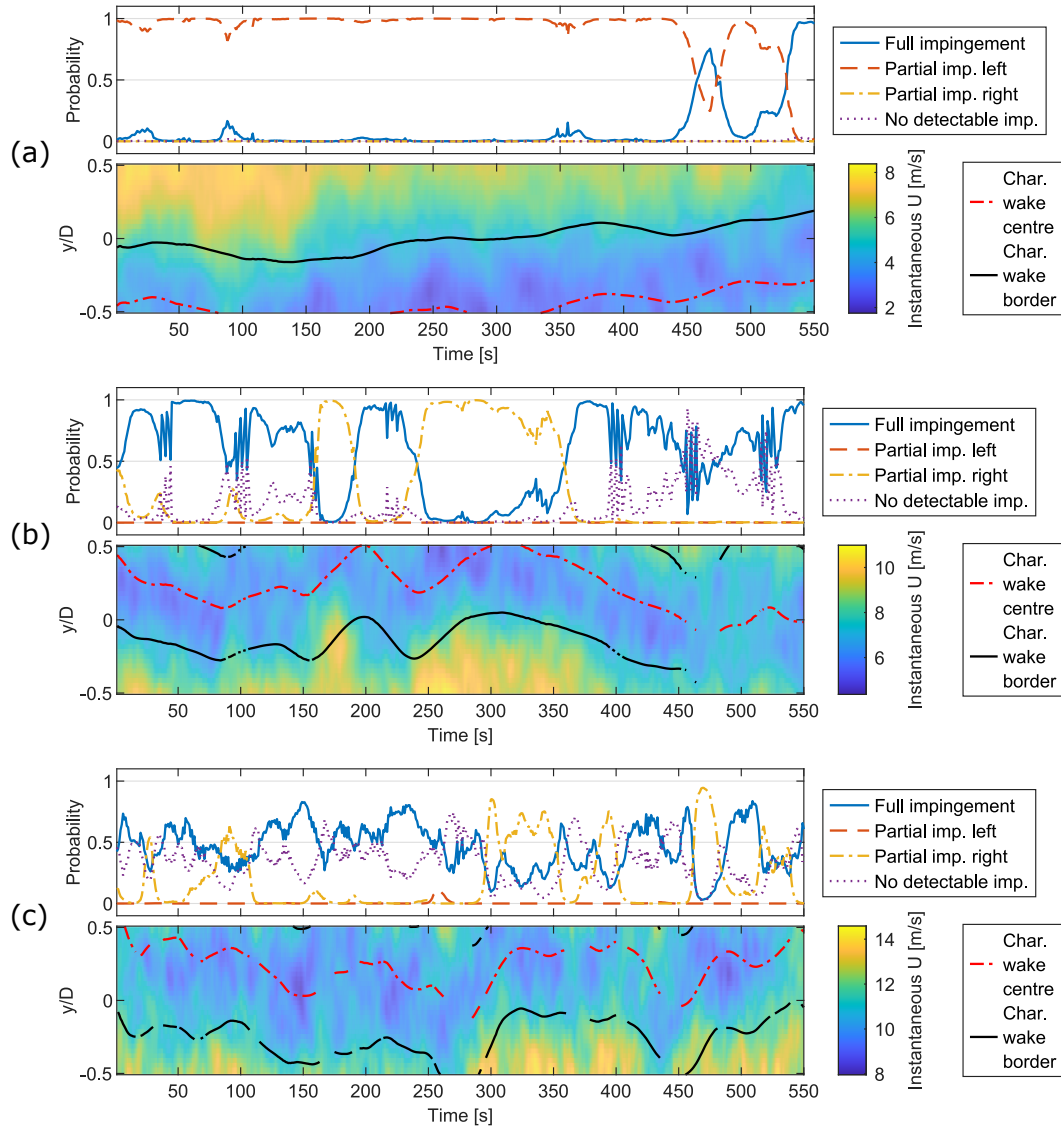 (a)
Probability
1
0.5
0
Full impingement
Partial imp. left
Partial imp. right
No detectable imp.
y/D
0.5
0
-0.5
50 100 150 200 250 300 350 400 450 500 550
Time [s]
8
6
4
2
Instantaneous U [m/s]
Char.
wake
centre
Char.
wake
border
(b)
Probability
1
0.5
0
Full impingement
Partial imp. left
Partial imp. right
No detectable imp.
y/D
0.5
0
-0.5
50 100 150 200 250 300 350 400 450 500 550
Time [s]
10
8
6
Instantaneous U [m/s]
Char.
wake
centre
Char.
wake
border
(c)
Probability
1
0.5
0
Full impingement
Partial imp. left
Partial imp. right
No detectable imp.
y/D
0.5
0
-0.5
50 100 150 200 250 300 350 400 450 500 550
Time [s]
14
12
10
8
Instantaneous U [m/s]
Char.
wake
centre
Char.
wake
border